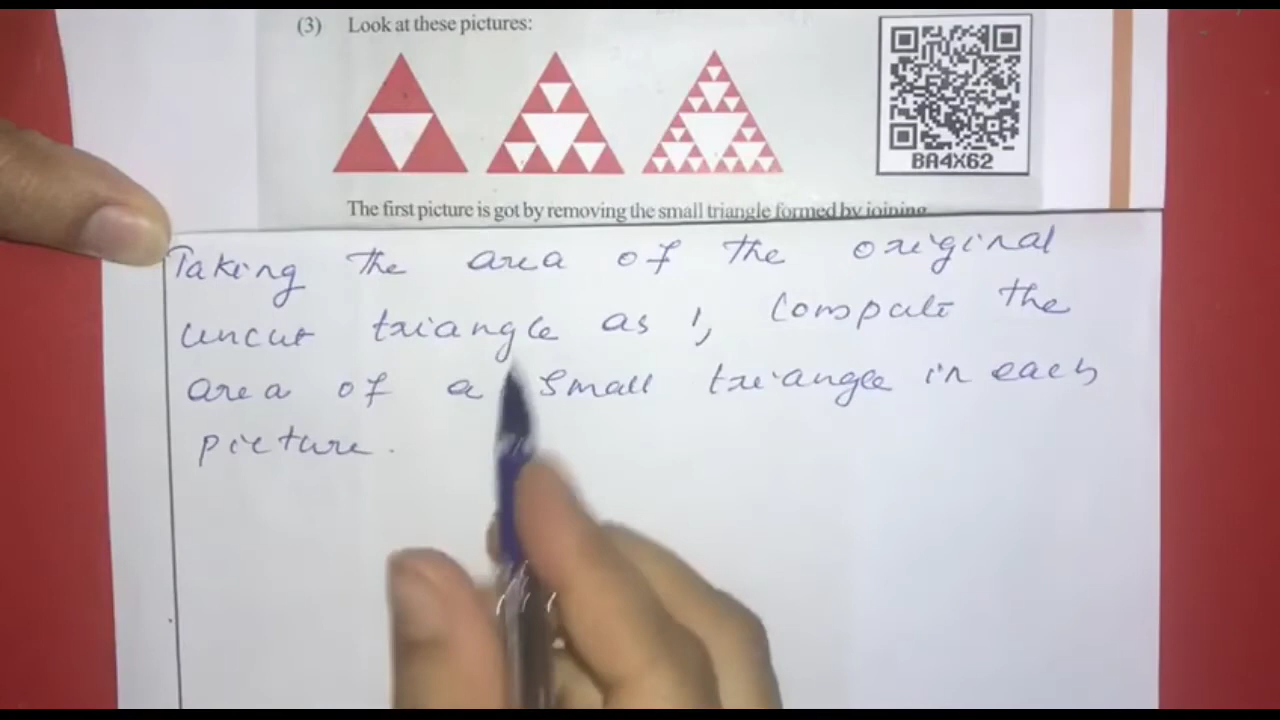 (3) Look at these pictures:
BA4X62
The first picture is got by removing the small triangle formed by joining
Taking the area of the original
uncut triangle as 1, Compute the
area of a small triangle in each
picture.